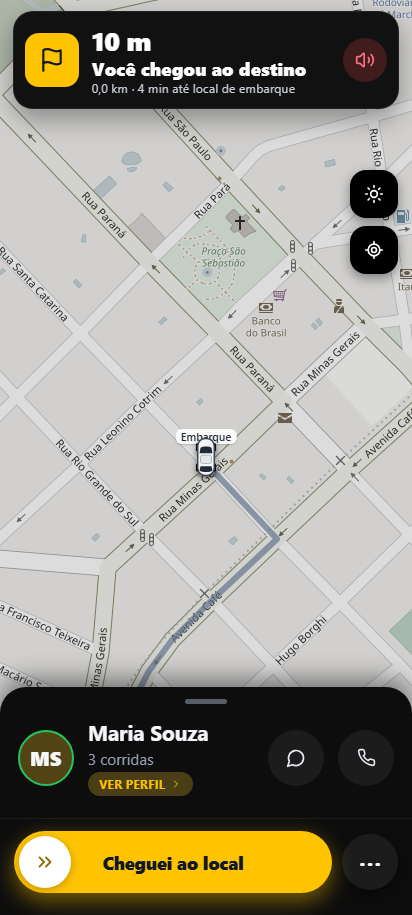 10 m
Você chegou ao destino
0,0 km · 4 min até local de embarque
Rua São Paulo
Rua Pará
Rua Paraná
Praça São
Sebastião
Rua Santa Catarina
Banco
do Brasil
Rua Paraná
Rua Minas Gerais
Rua Leonino Cotrim
Avenida Café
Embarque
Rua Rio Grande do Sul
Rua Minas Gerais
Avenida Café
Hugo Borghi
a Francisco Teixeira
Minas Gerais
MS
Maria Souza
3 corridas
VER PERFIL
Cheguei ao local
...